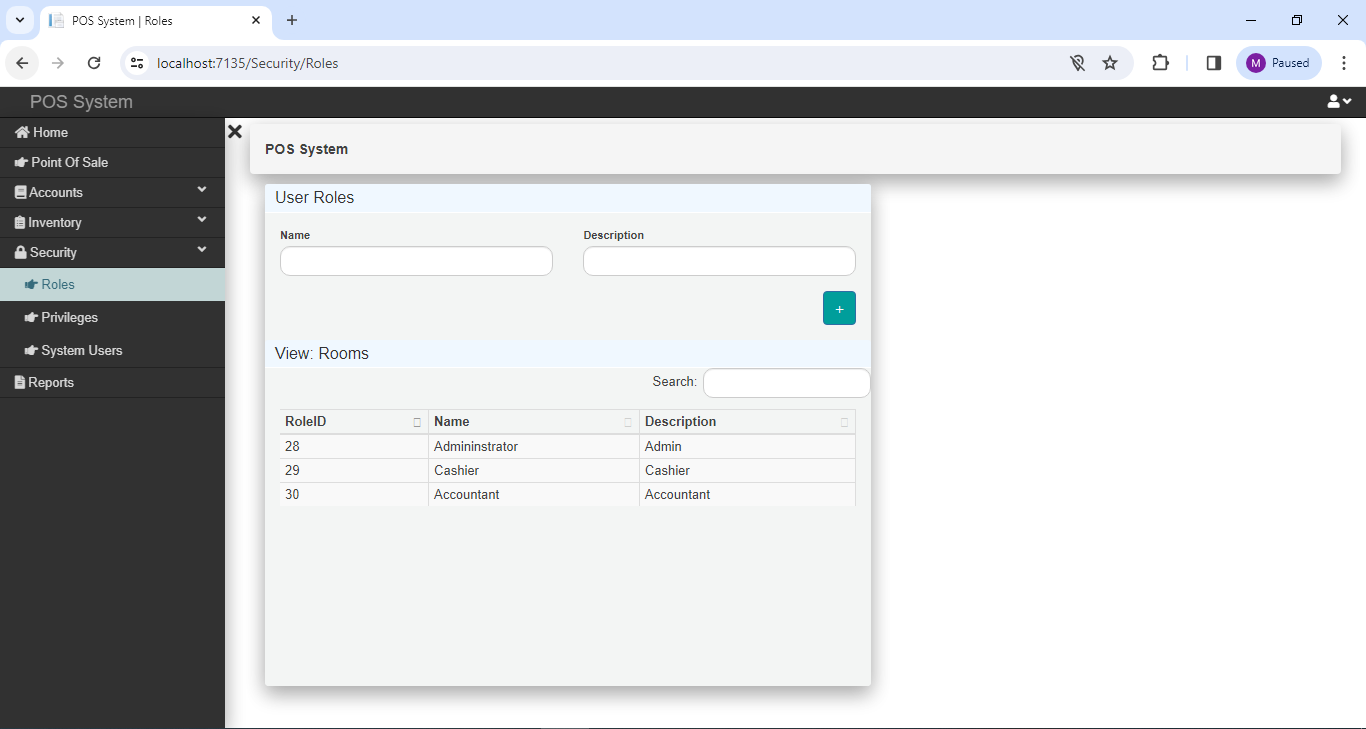 POS System | Roles
localhost:7135/Security/Roles
M Paused
POS System
Home
Point Of Sale
Accounts
Inventory
Security
Roles
Privileges
System Users
Reports
POS System
User Roles
Name Description
+
View: Rooms
Search:
RoleID Name Description
28 Admininstrator Admin
29 Cashier Cashier
30 Accountant Accountant